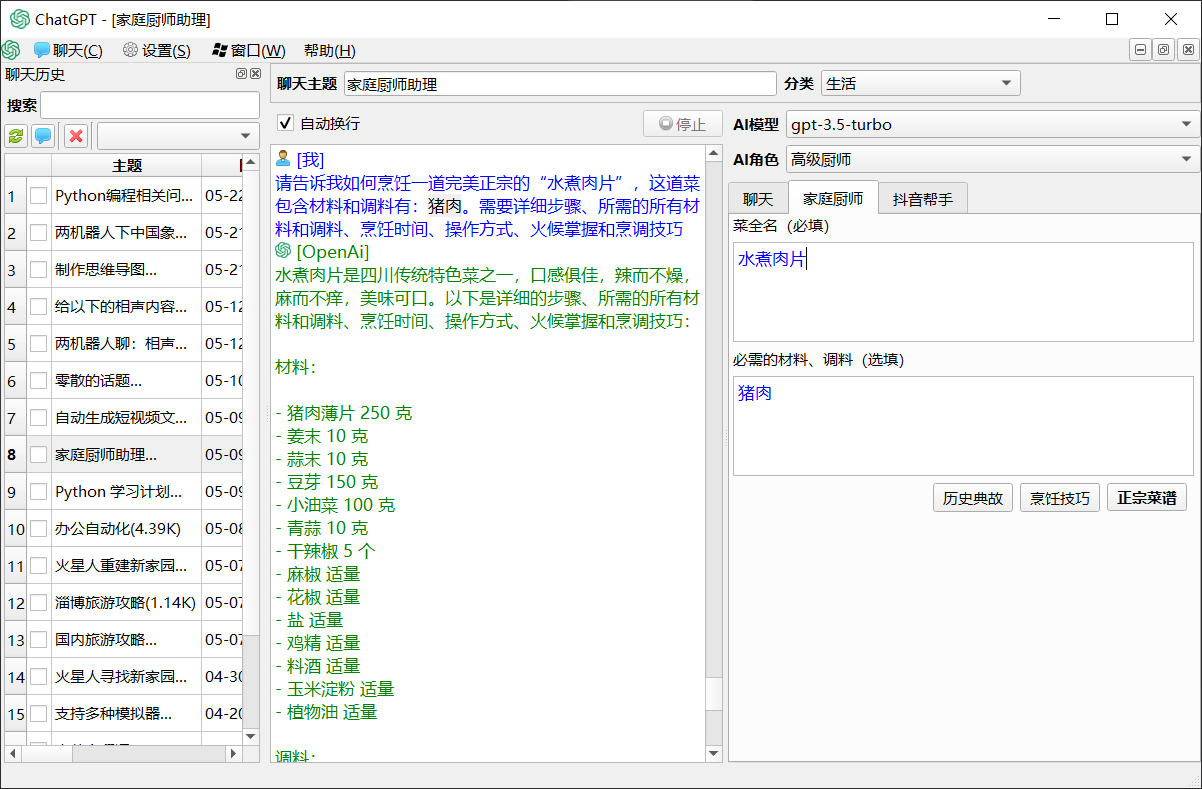 ChatGPT - [家庭厨师助理]
聊天(C) 设置(S) 窗口(W) 帮助(H)
聊天历史
搜索
主题
1 Python编程相关问... 05-22
2 两机器人下中国象... 05-21
3 制作思维导图... 05-21
4 给以下的相声内容... 05-12
5 两机器人聊：相声... 05-12
6 零散的话题... 05-10
7 自动生成短视频文... 05-09
8 家庭厨师助理... 05-09
9 Python 学习计划... 05-09
10 办公自动化(4.39K) 05-08
11 火星人重建新家园... 05-07
12 淄博旅游攻略(1.14K) 05-07
13 国内旅游攻略... 05-07
14 火星人寻找新家园... 04-30
15 支持多种模拟器... 04-20
聊天主题 家庭厨师助理 分类 生活
自动换行 停止
[我]
请告诉我如何烹饪一道完美正宗的“水煮肉片”，这道菜
包含材料和调料有：猪肉。需要详细步骤、所需的所有材
料和调料、烹饪时间、操作方式、火候掌握和烹调技巧
[OpenAi]
水煮肉片是四川传统特色菜之一，口感俱佳，辣而不燥，
麻而不痒，美味可口。以下是详细的步骤、所需的所有材
料和调料、烹饪时间、操作方式、火候掌握和烹调技巧：
材料：
- 猪肉薄片 250 克
- 姜末 10 克
- 蒜末 10 克
- 豆芽 150 克
- 小油菜 100 克
- 青蒜 10 克
- 干辣椒 5 个
- 麻椒 适量
- 花椒 适量
- 盐 适量
- 鸡精 适量
- 料酒 适量
- 玉米淀粉 适量
- 植物油 适量
调料：
AI模型 gpt-3.5-turbo
AI角色 高级厨师
聊天 家庭厨师 抖音帮手
菜全名（必填）
水煮肉片
必需的材料、调料（选填）
猪肉
历史典故 烹饪技巧 正宗菜谱